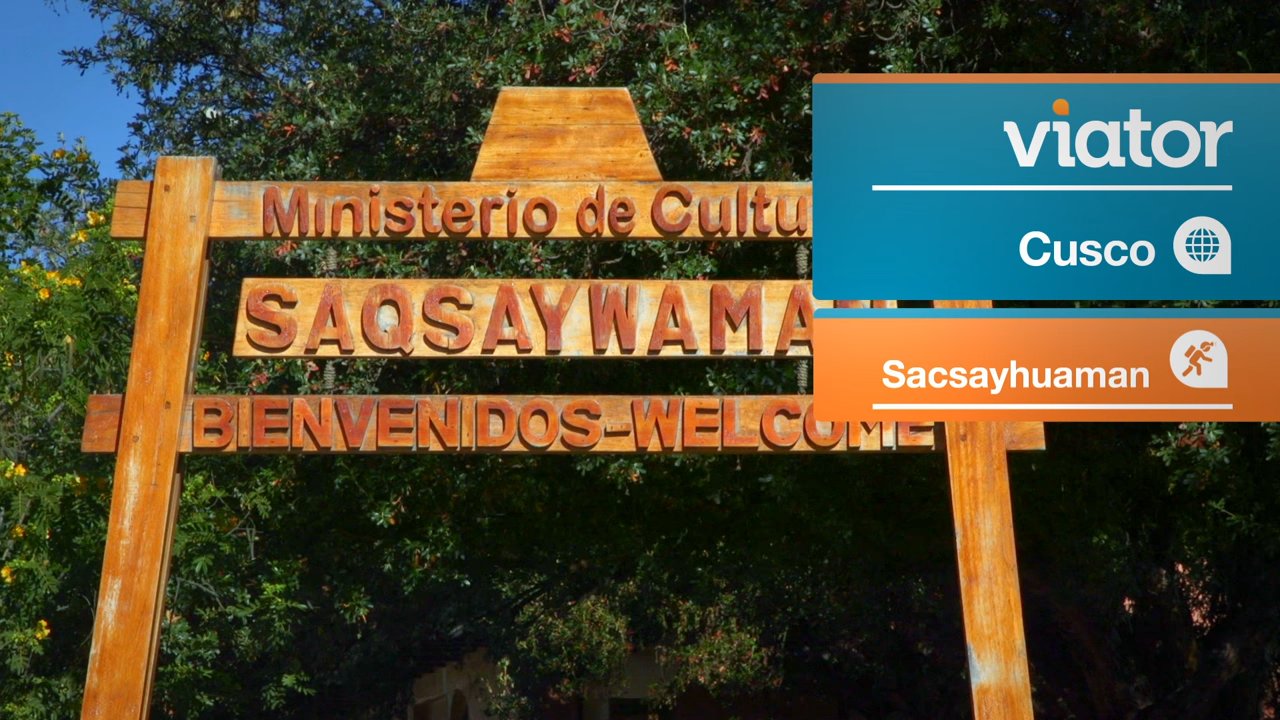 Ministerio de Cultu
SAQSAYWAMA
BIENVENIDOS-WELCOME
viator
Cusco
Sacsayhuaman